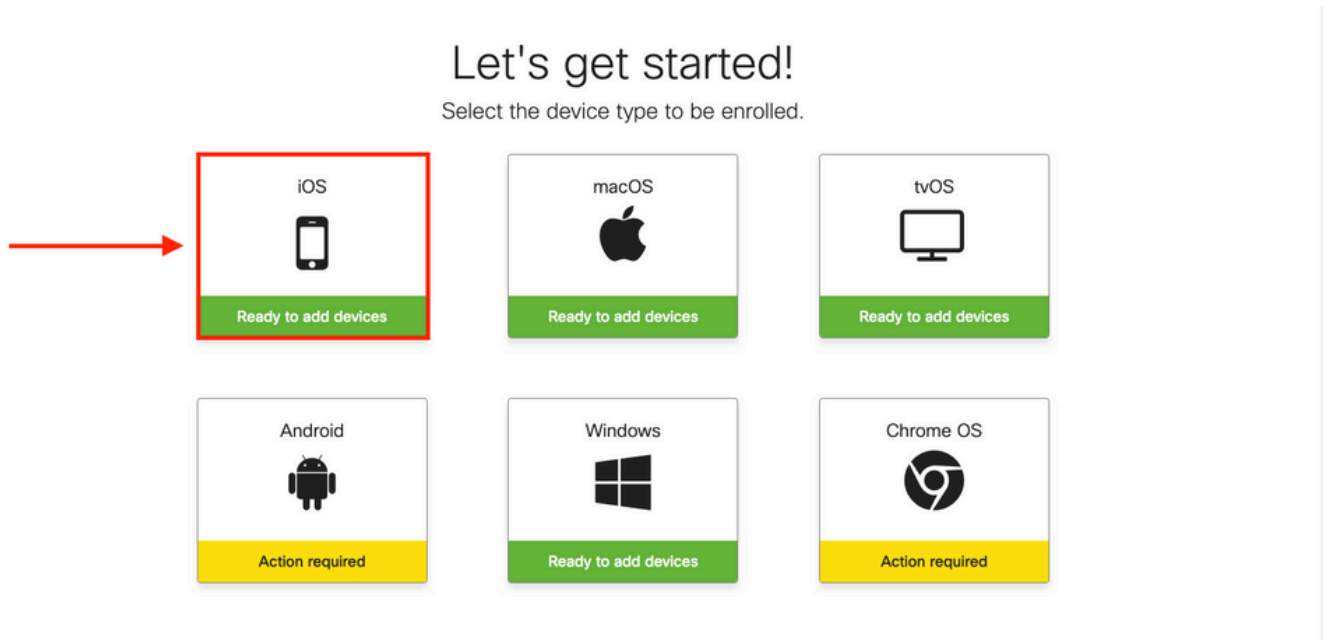 Let's get started!
Select the device type to be enrolled.
iOS
macOS
tvOS
Ready to add devices
Ready to add devices
Ready to add devices
Android
Windows
Chrome OS
Action required
Ready to add devices
Action required